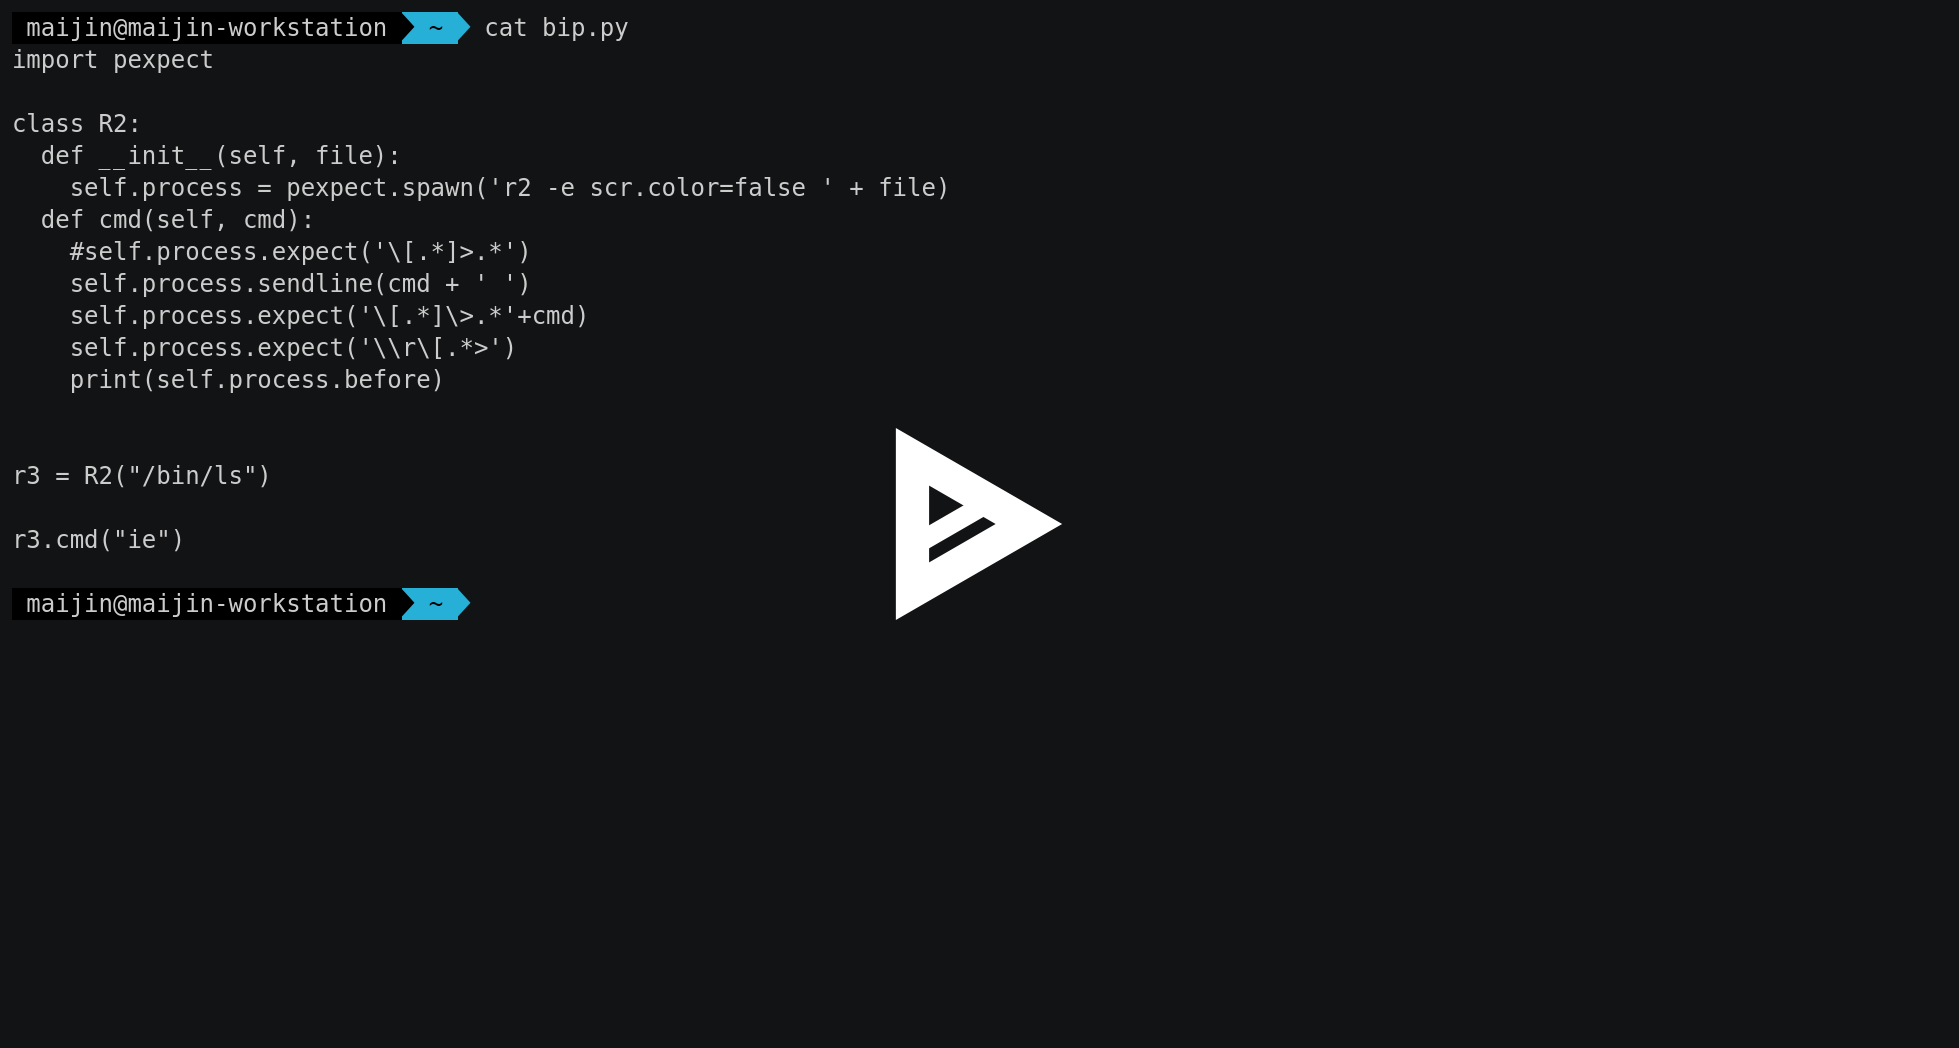 maijin@maijin-workstation ~ cat bip.py
import pexpect
class R2:
  def __init__(self, file):
    self.process = pexpect.spawn('r2 -e scr.color=false ' + file)
  def cmd(self, cmd):
    #self.process.expect('\[.*]>.*')
    self.process.sendline(cmd + ' ')
    self.process.expect('\[.*]\>.*'+cmd)
    self.process.expect('\\r\[.*>')
    print(self.process.before)
r3 = R2("/bin/ls")
r3.cmd("ie")
maijin@maijin-workstation ~